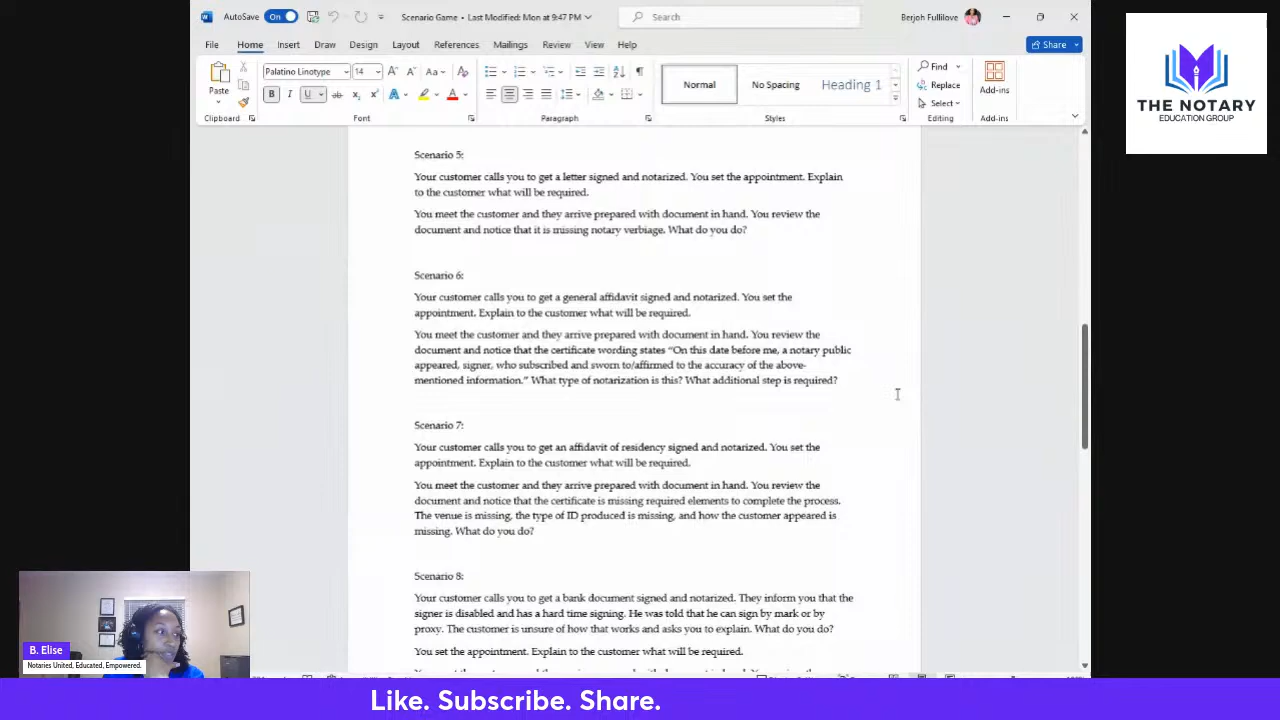 AutoSave
On
Scenario Game • Last Modified: Mon at 9:47 PM
Search
Berjoh Fullilove
File Home Insert Draw Design Layout References Mailings Review View Help
Share
Paste
Clipboard
Palatino Linotype 14
Font
Paragraph
Normal
No Spacing
Heading 1
Styles
Find
Replace
Select
Editing
Add-ins
Add-ins
THE NOTARY
EDUCATION GROUP
Scenario 5:
Your customer calls you to get a letter signed and notarized. You set the appointment. Explain
to the customer what will be required.
You meet the customer and they arrive prepared with document in hand. You review the
document and notice that it is missing notary verbiage. What do you do?
Scenario 6:
Your customer calls you to get a general affidavit signed and notarized. You set the
appointment. Explain to the customer what will be required.
You meet the customer and they arrive prepared with document in hand. You review the
document and notice that the certificate wording states “On this date before me, a notary public
appeared, signer, who subscribed and sworn to/affirmed to the accuracy of the above-
mentioned information.” What type of notarization is this? What additional step is required?
Scenario 7:
Your customer calls you to get an affidavit of residency signed and notarized. You set the
appointment. Explain to the customer what will be required.
You meet the customer and they arrive prepared with document in hand. You review the
document and notice that the certificate is missing required elements to complete the process.
The venue is missing, the type of ID produced is missing, and how the customer appeared is
missing. What do you do?
Scenario 8:
Your customer calls you to get a bank document signed and notarized. They inform you that the
signer is disabled and has a hard time signing. He was told that he can sign by mark or by
proxy. The customer is unsure of how that works and asks you to explain. What do you do?
You set the appointment. Explain to the customer what will be required.
B. Elise
Notaries United, Educated, Empowered.
Like. Subscribe. Share.